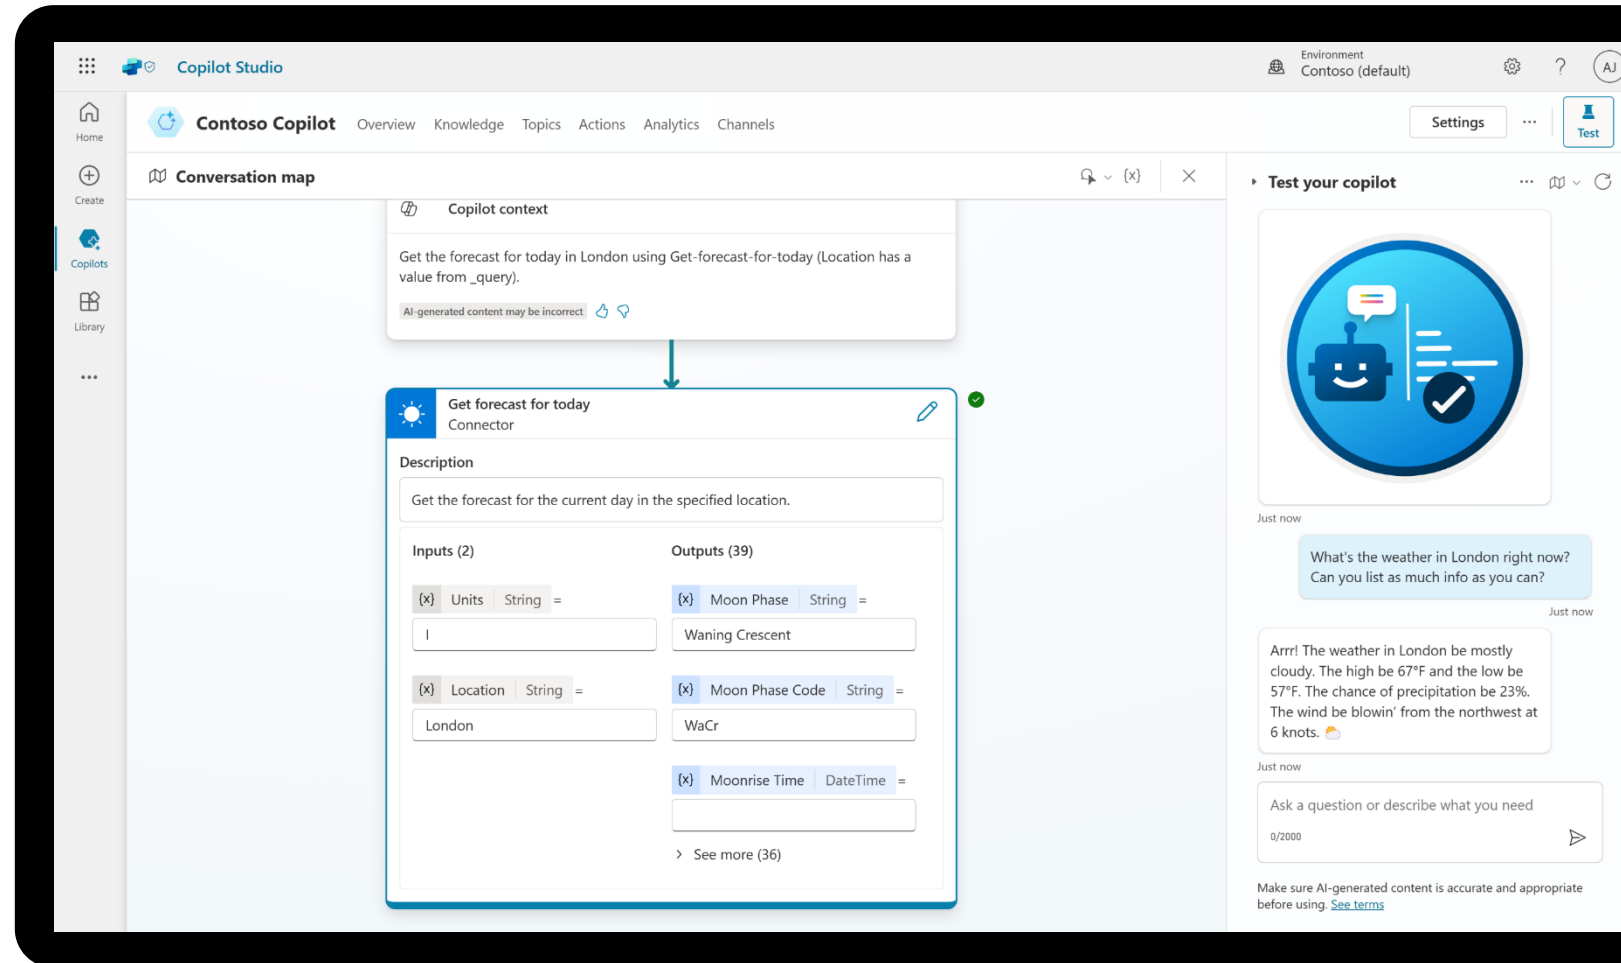 Copilot Studio
Environment
Contoso (default)
?
AJ
Home
Create
Copilots
Library
Contoso Copilot
Overview
Knowledge
Topics
Actions
Analytics
Channels
Settings
Test
Conversation map
{x}
Copilot context
Get the forecast for today in London using Get-forecast-for-today (Location has a
value from _query).
AI-generated content may be incorrect
Get forecast for today
Connector
Description
Get the forecast for the current day in the specified location.
Inputs (2)
{x} Units String =
I
{x} Location String =
London
Outputs (39)
{x} Moon Phase String =
Waning Crescent
{x} Moon Phase Code String =
WaCr
{x} Moonrise Time DateTime =
See more (36)
Test your copilot
Just now
What's the weather in London right now?
Can you list as much info as you can?
Just now
Arrr! The weather in London be mostly
cloudy. The high be 67°F and the low be
57°F. The chance of precipitation be 23%.
The wind be blowin' from the northwest at
6 knots.
Just now
Ask a question or describe what you need
0/2000
Make sure AI-generated content is accurate and appropriate
before using. See terms